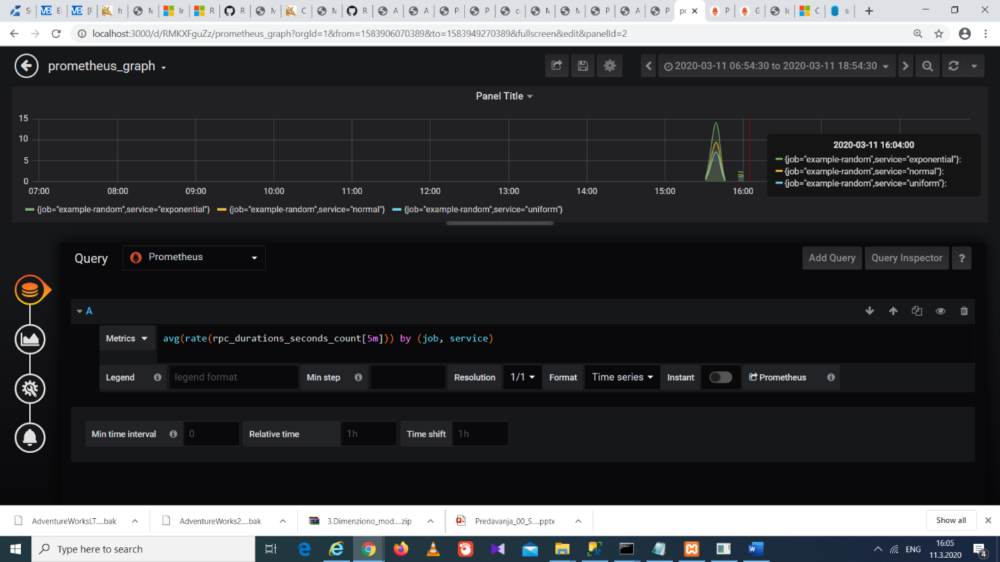 localhost:3000/d/RMKXFguZz/prometheus_graph?orgId=1&from=1583906070389&to=1583949270389&fullscreen&edit&panelId=2
prometheus_graph
2020-03-11 06:54:30 to 2020-03-11 18:54:30
Panel Title
15
10
5
0
07:00 08:00 09:00 10:00 11:00 12:00 13:00 14:00 15:00 16:00
2020-03-11 16:04:00
{job="example-random",service="exponential"}:
{job="example-random",service="normal"}:
{job="example-random",service="uniform"}:
{job="example-random",service="exponential"} {job="example-random",service="normal"} {job="example-random",service="uniform"}
Query Prometheus Add Query Query Inspector ?
A
Metrics avg(rate(rpc_durations_seconds_count[5m])) by (job, service)
Legend legend format Min step Resolution 1/1 Format Time series Instant Prometheus
Min time interval 0 Relative time 1h Time shift 1h
AdventureWorksLT....bak AdventureWorks2....bak 3.Dimenziono_mod....zip Predavanja_00_S....pptx Show all
Type here to search
ENG
16:05
11.3.2020
4